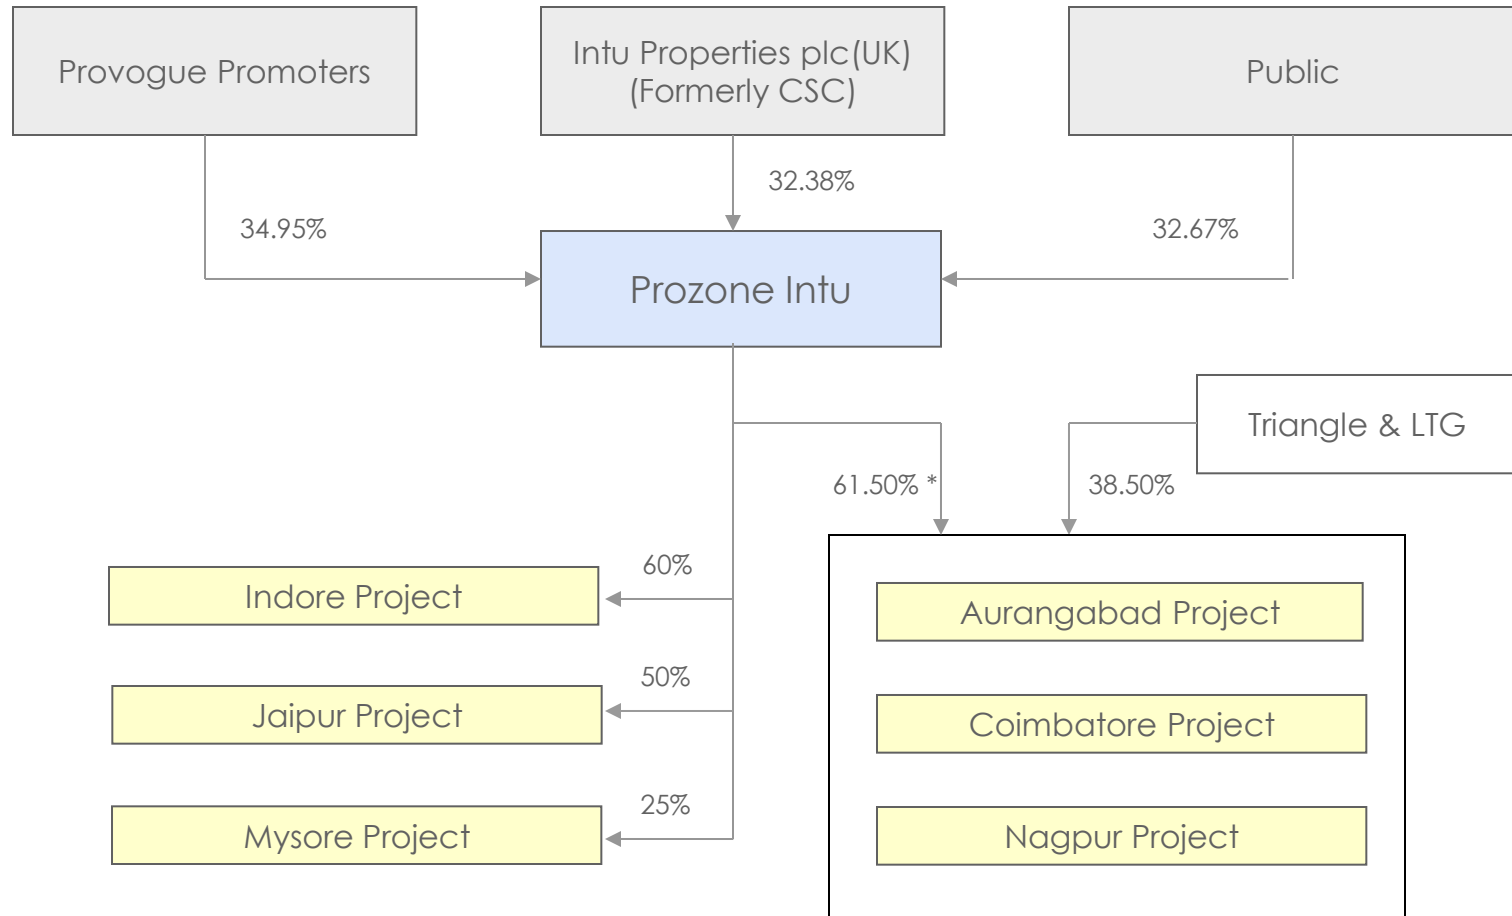 Provogue Promoters
Intu Properties plc(UK)
(Formerly CSC)
Public
32.38%
34.95%
32.67%
Prozone Intu
Triangle & LTG
61.50% *
38.50%
60%
Indore Project
Aurangabad Project
50%
Jaipur Project
Coimbatore Project
25%
Mysore Project
Nagpur Project